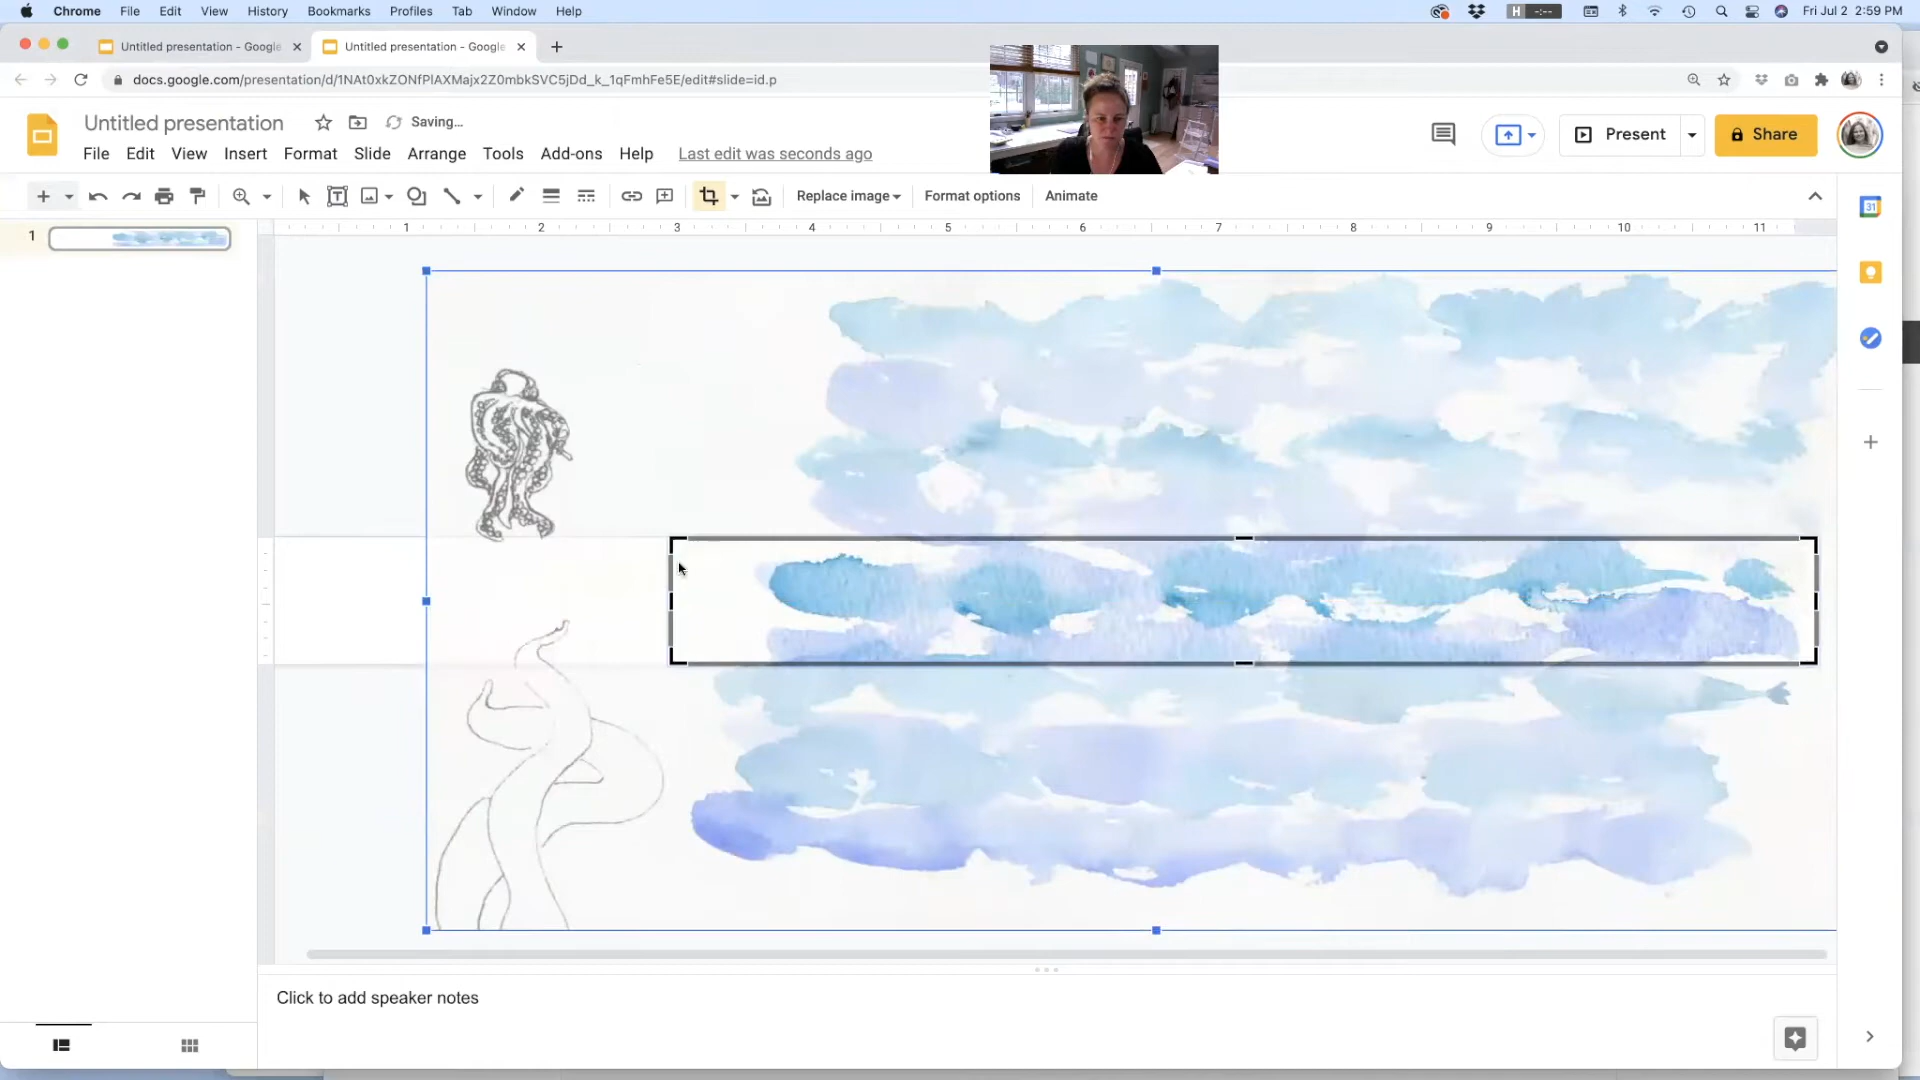 Chrome File Edit View History Bookmarks Profiles Tab Window Help
H -:-- Fri Jul 2 2:59 PM
Untitled presentation - Google
Untitled presentation - Google
docs.google.com/presentation/d/1NAt0xkZONfPlAXMajx2Z0mbkSVC5jDd_k_1qFmhFe5E/edit#slide=id.p
Untitled presentation Saving…
Present Share
File Edit View Insert Format Slide Arrange Tools Add-ons Help Last edit was seconds ago
Replace image Format options Animate
31
1 2 3 4 5 6 7 8 9 10 11
1
Click to add speaker notes